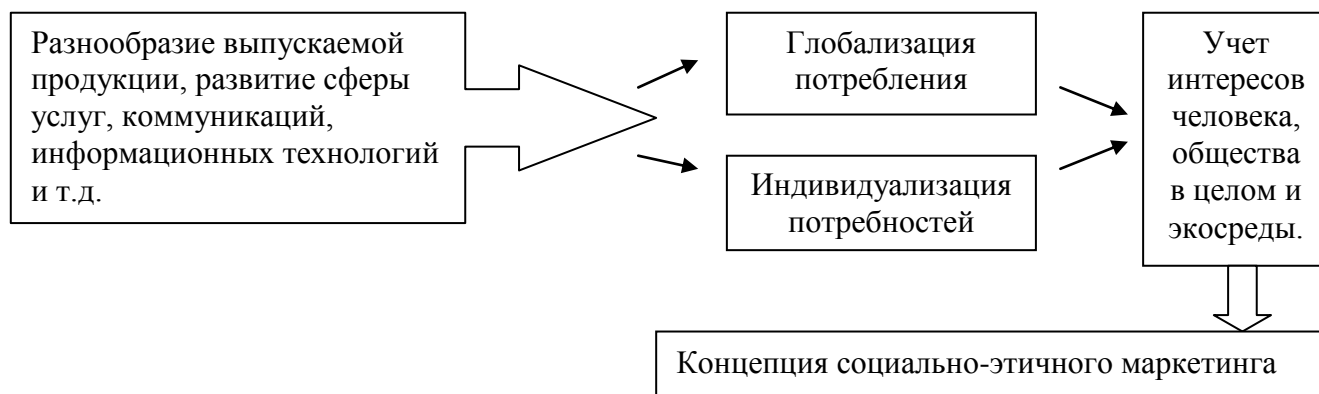 Разнообразие выпускаемой
продукции, развитие сферы
услуг, коммуникаций,
информационных технологий
и т.д.
Глобализация
потребления
Индивидуализация
потребностей
Учет
интересов
человека,
общества
в целом и
экосреды.
Концепция социально-этичного маркетинга